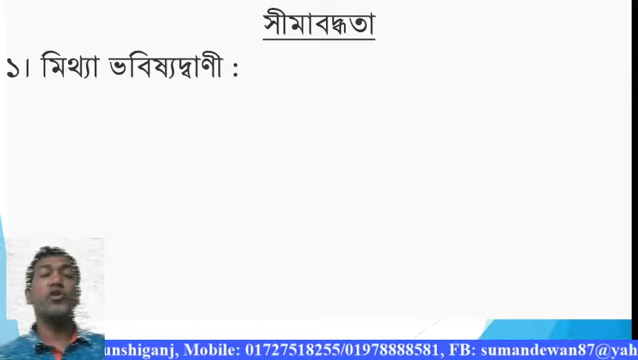 সীমাবদ্ধতা
১। মিথ্যা ভবিষ্যদ্বাণী :
unshiganj, Mobile: 01727518255/01978888581, FB: sumandewan87@yah